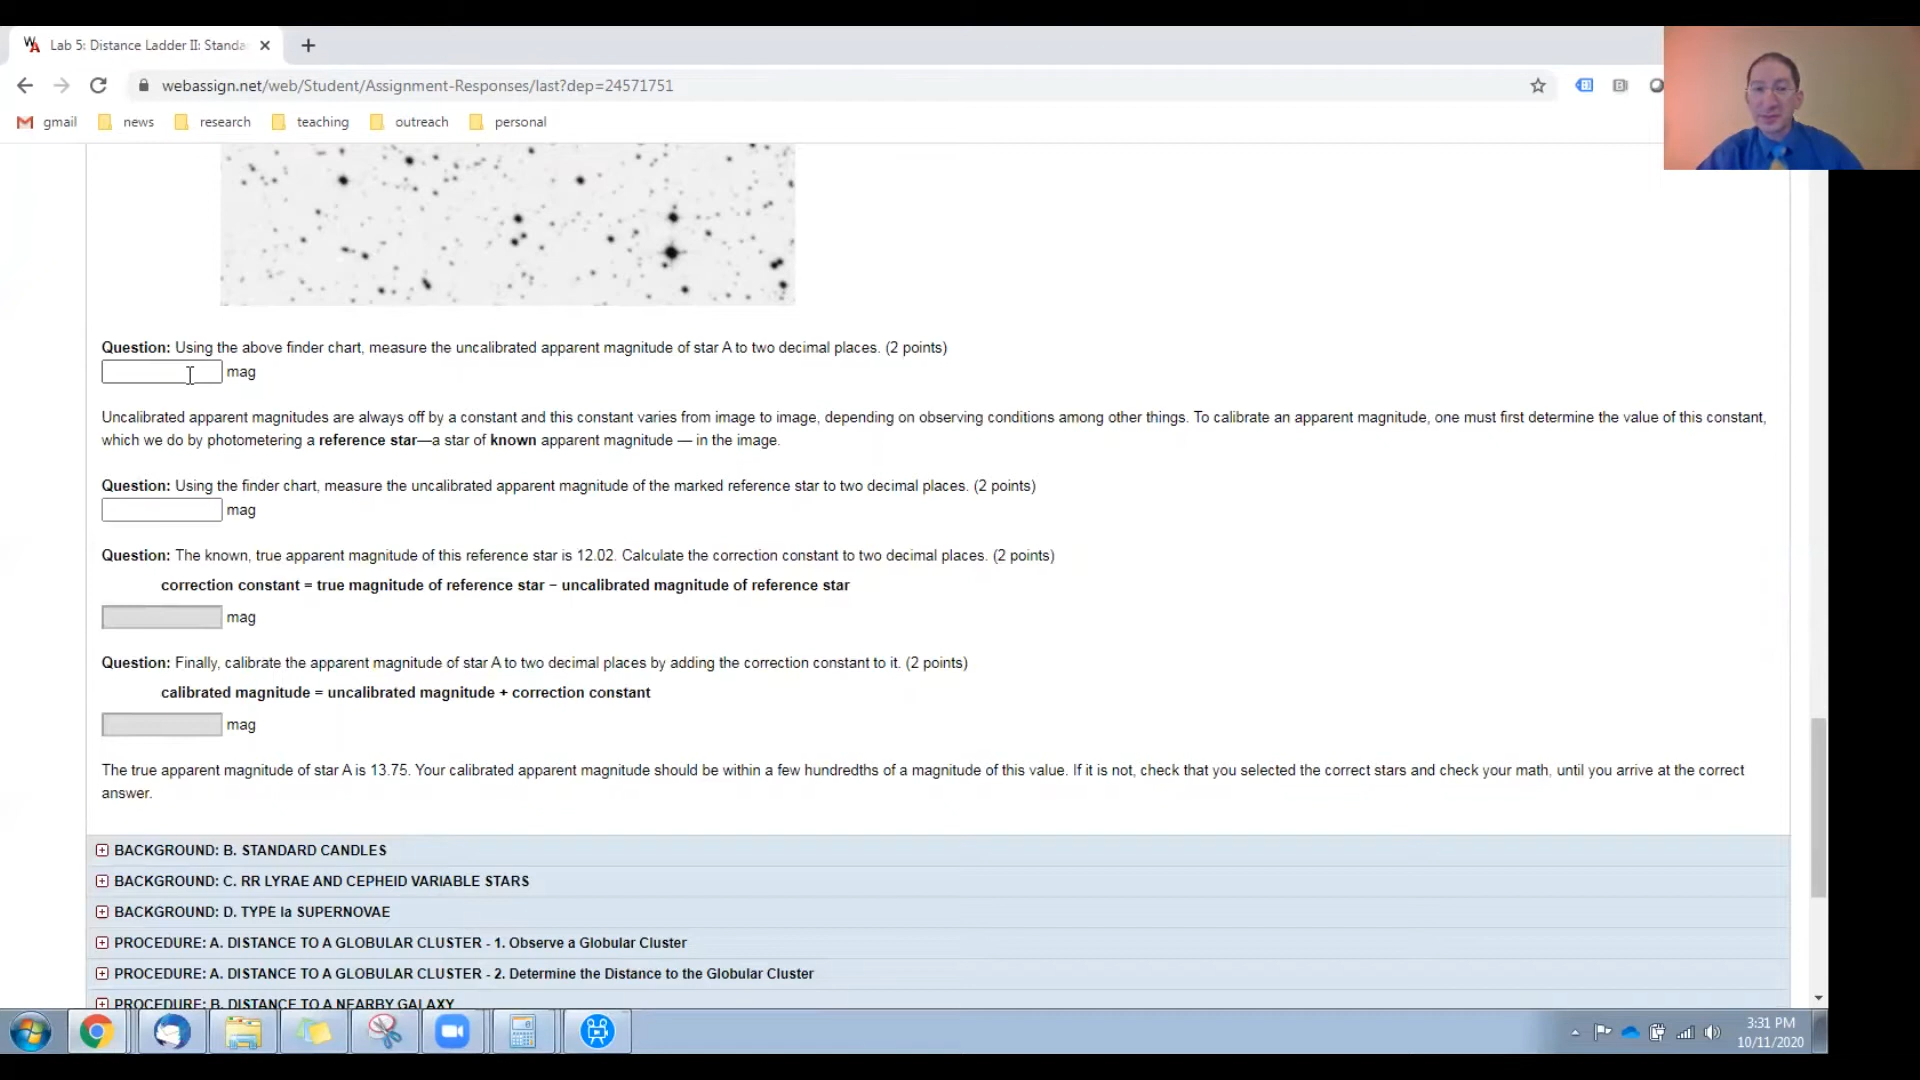 Lab 5: Distance Ladder II: Standa
webassign.net/web/Student/Assignment-Responses/last?dep=24571751
gmail news research teaching outreach personal
Question: Using the above finder chart, measure the uncalibrated apparent magnitude of star A to two decimal places. (2 points)
mag
Uncalibrated apparent magnitudes are always off by a constant and this constant varies from image to image, depending on observing conditions among other things. To calibrate an apparent magnitude, one must first determine the value of this constant,
which we do by photometering a reference star—a star of known apparent magnitude — in the image.
Question: Using the finder chart, measure the uncalibrated apparent magnitude of the marked reference star to two decimal places. (2 points)
mag
Question: The known, true apparent magnitude of this reference star is 12.02. Calculate the correction constant to two decimal places. (2 points)
correction constant = true magnitude of reference star − uncalibrated magnitude of reference star
mag
Question: Finally, calibrate the apparent magnitude of star A to two decimal places by adding the correction constant to it. (2 points)
calibrated magnitude = uncalibrated magnitude + correction constant
mag
The true apparent magnitude of star A is 13.75. Your calibrated apparent magnitude should be within a few hundredths of a magnitude of this value. If it is not, check that you selected the correct stars and check your math, until you arrive at the correct
answer.
BACKGROUND: B. STANDARD CANDLES
BACKGROUND: C. RR LYRAE AND CEPHEID VARIABLE STARS
BACKGROUND: D. TYPE Ia SUPERNOVAE
PROCEDURE: A. DISTANCE TO A GLOBULAR CLUSTER - 1. Observe a Globular Cluster
PROCEDURE: A. DISTANCE TO A GLOBULAR CLUSTER - 2. Determine the Distance to the Globular Cluster
PROCEDURE: B. DISTANCE TO A NEARBY GALAXY
3:31 PM
10/11/2020